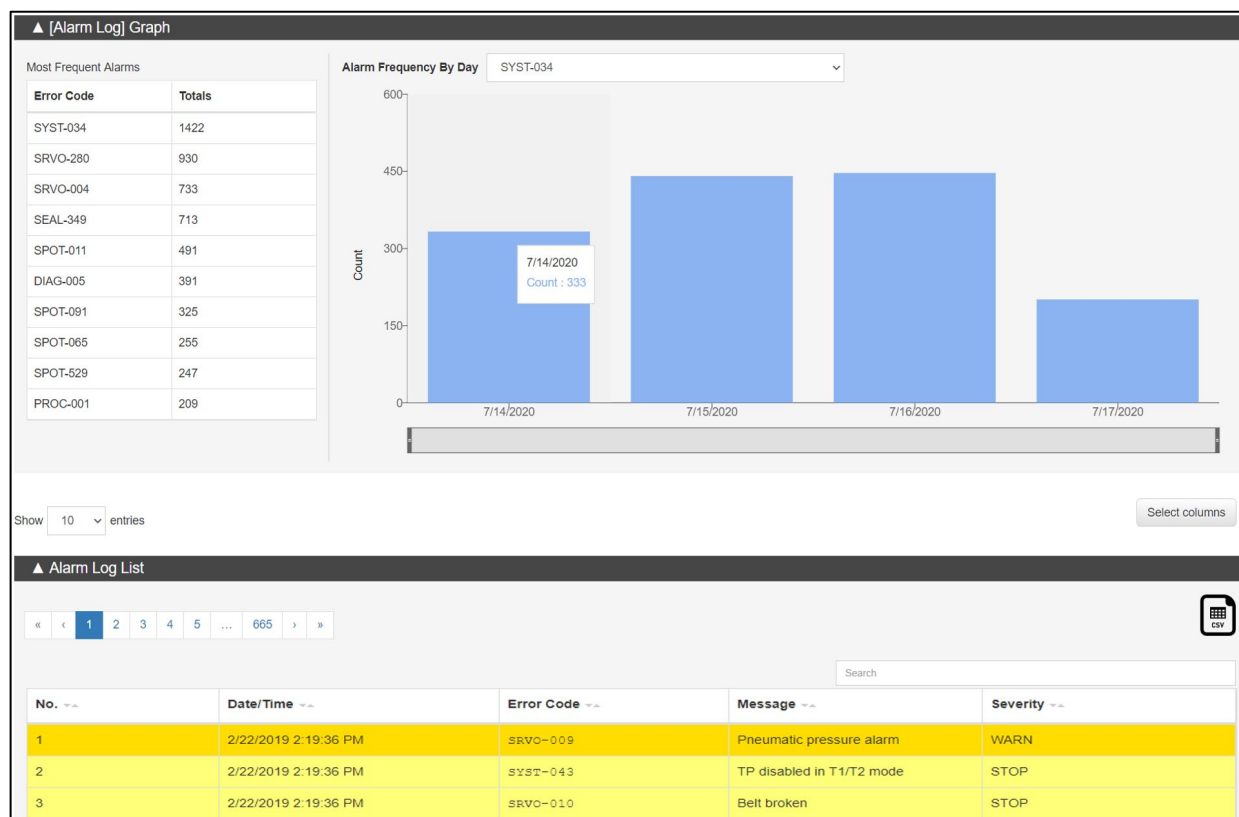 ▲ [Alarm Log] Graph
Most Frequent Alarms
Error Code Totals
SYST-034 1422
SRVO-280 930
SRVO-004 733
SEAL-349 713
SPOT-011 491
DIAG-005 391
SPOT-091 325
SPOT-065 255
SPOT-529 247
PROC-001 209
Alarm Frequency By Day SYST-034
600
450
300
150
0
Count
7/14/2020
Count : 333
7/14/2020 7/15/2020 7/16/2020 7/17/2020
Show 10 entries
Select columns
▲ Alarm Log List
« ‹ 1 2 3 4 5 … 665 › »
CSV
Search
No. Date/Time Error Code Message Severity
1 2/22/2019 2:19:36 PM SRVO-009 Pneumatic pressure alarm WARN
2 2/22/2019 2:19:36 PM SYST-043 TP disabled in T1/T2 mode STOP
3 2/22/2019 2:19:36 PM SRVO-010 Belt broken STOP